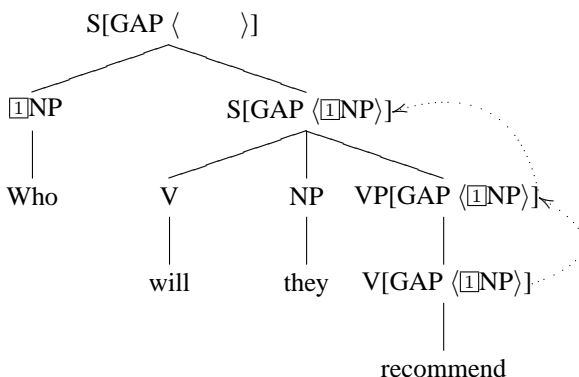 S[GAP ⟨ ⟩]
1NP S[GAP ⟨1NP⟩]
Who V NP VP[GAP ⟨1NP⟩]
will they V[GAP ⟨1NP⟩]
recommend